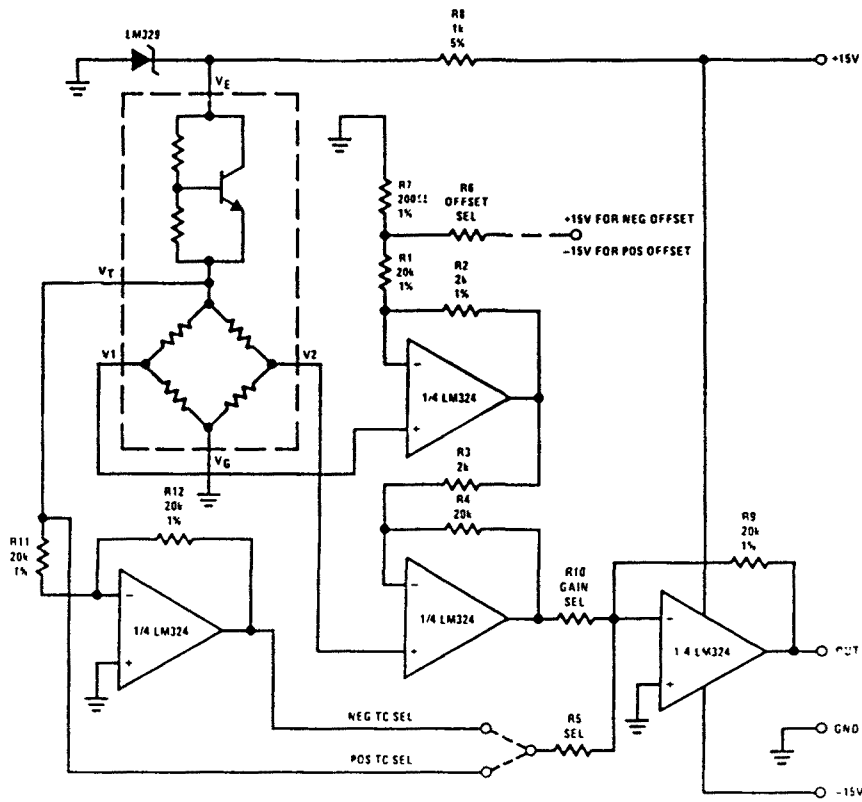 LM329
R8
1k
5%
+15V
VE
R7
200Ω
1%
R6
OFFSET
SEL
+15V FOR NEG OFFSET
−15V FOR POS OFFSET
R1
20k
1%
R2
2k
1%
VT
V1
V2
−
1/4 LM324
+
VG
R3
2k
R4
20k
R12
20k
1%
R11
20k
1%
−
1/4 LM324
+
−
1/4 LM324
+
R10
GAIN
SEL
R9
20k
1%
−
1/4 LM324
+
OUT
NEG TC SEL
POS TC SEL
R5
SEL
GND
−15V